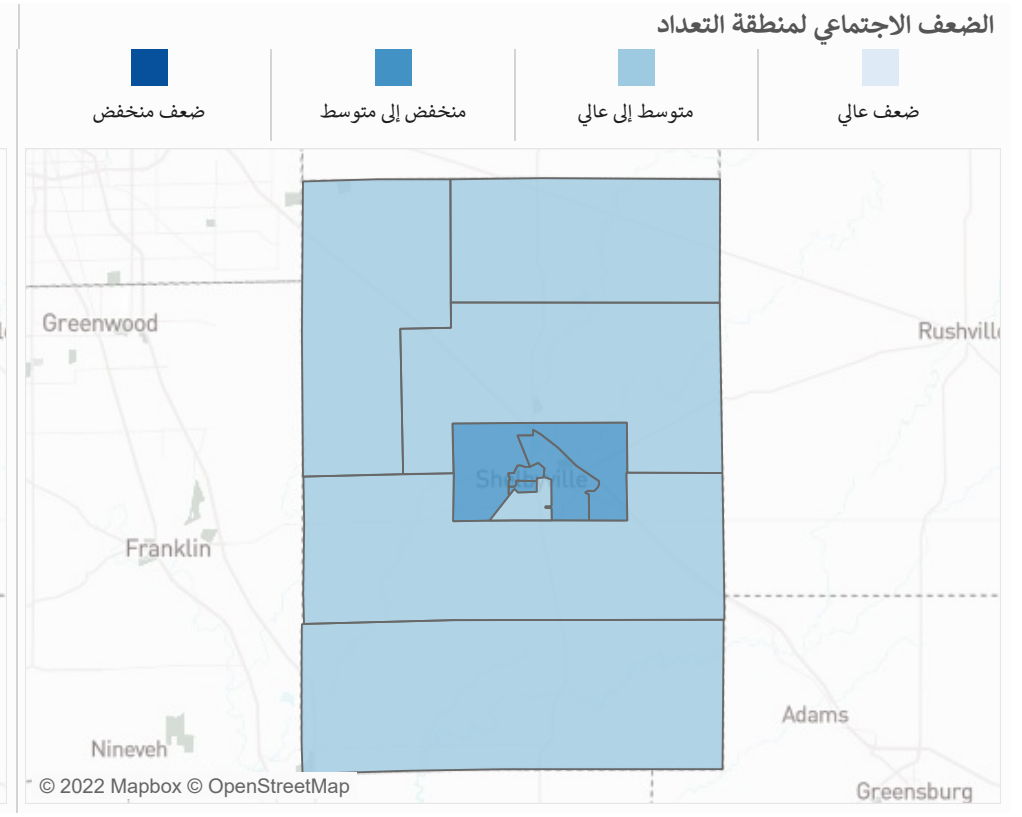 الضعف الاجتماعي لمنطقة التعداد
ضعف عالي
متوسط إلى عالي
منخفض إلى متوسط
ضعف منخفض
Greenwood
Rushville
Shelbyville
Franklin
Adams
Nineveh
© 2022 Mapbox © OpenStreetMap
Greensburg